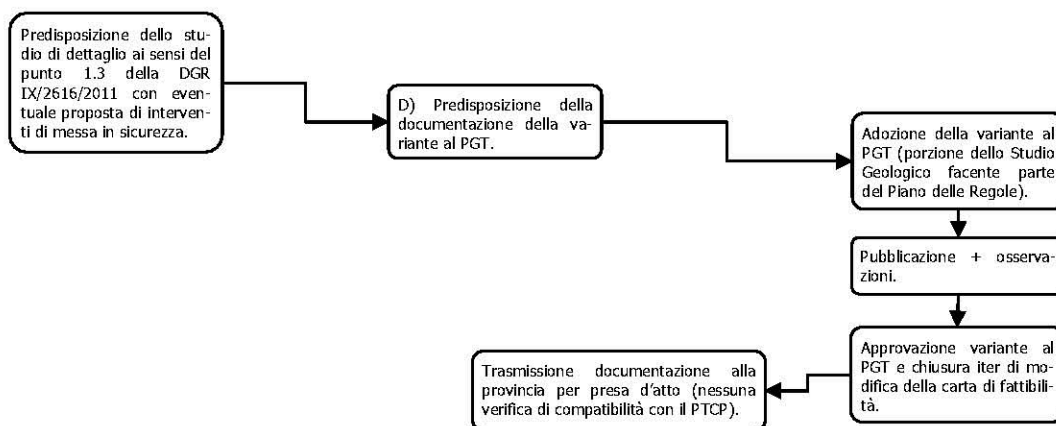 Predisposizione dello stu-
dio di dettaglio ai sensi del
punto 1.3 della DGR
IX/2616/2011 con even-
tuale proposta di interven-
ti di messa in sicurezza.
D) Predisposizione della
documentazione della va-
riante al PGT.
Adozione della variante al
PGT (porzione dello Studio
Geologico facente parte
del Piano delle Regole).
Pubblicazione + osserva-
zioni.
Approvazione variante al
PGT e chiusura iter di mo-
difica della carta di fattibili-
tà.
Trasmissione documentazione alla
provincia per presa d'atto (nessuna
verifica di compatibilità con il PTCP).